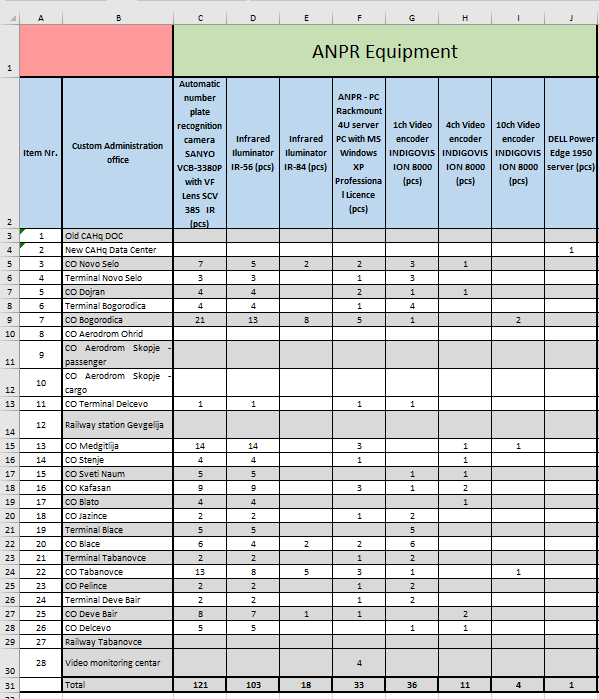 A B C D E F G H I J
1 ANPR Equipment
2
Item Nr.
Custom Administration
office
Automatic
number
plate
recognition
camera
SANYO
VCB-3380P
with VF
Lens SCV
385 IR
(pcs)
Infrared
Iluminator
IR-56 (pcs)
Infrared
Iluminator
IR-84 (pcs)
ANPR - PC
Rackmount
4U server
PC with MS
Windows
XP
Professiona
l Licence
(pcs)
1ch Video
encoder
INDIGOVIS
ION 8000
(pcs)
4ch Video
encoder
INDIGOVIS
ION 8000
(pcs)
10ch Video
encoder
INDIGOVIS
ION 8000
(pcs)
DELL Power
Edge 1950
server (pcs)
3 1 Old CAHq DOC
4 2 New CAHq Data Center 1
5 3 CO Novo Selo 7 5 2 2 3 1
6 4 Terminal Novo Selo 3 3 1 3
7 5 CO Dojran 4 4 2 1 1
8 6 Terminal Bogorodica 4 4 1 4
9 7 CO Bogorodica 21 13 8 5 1 2
10 8 CO Aerodrom Ohrid
11 9 CO Aerodrom Skopje -
passenger
12 10 CO Aerodrom Skopje -
cargo
13 11 CO Terminal Delcevo 1 1 1 1
14 12 Railway station Gevgelija
15 13 CO Medgitlija 14 14 3 1 1
16 14 CO Stenje 4 4 1 1
17 15 CO Sveti Naum 5 5 1 1
18 16 CO Kafasan 9 9 3 1 2
19 17 CO Blato 4 4 1
20 18 CO Jazince 2 2 1 2
21 19 Terminal Blace 5 5 5
22 20 CO Blace 6 4 2 2 6
23 21 Terminal Tabanovce 2 2 1 2
24 22 CO Tabanovce 13 8 5 3 1 1
25 23 CO Pelince 2 2 1 2
26 24 Terminal Deve Bair 2 2 1 2
27 25 CO Deve Bair 8 7 1 1 2
28 26 CO Delcevo 5 5 1 1
29 27 Railway Tabanovce
30 28 Video monitoring centar 4
31 Total 121 103 18 33 36 11 4 1